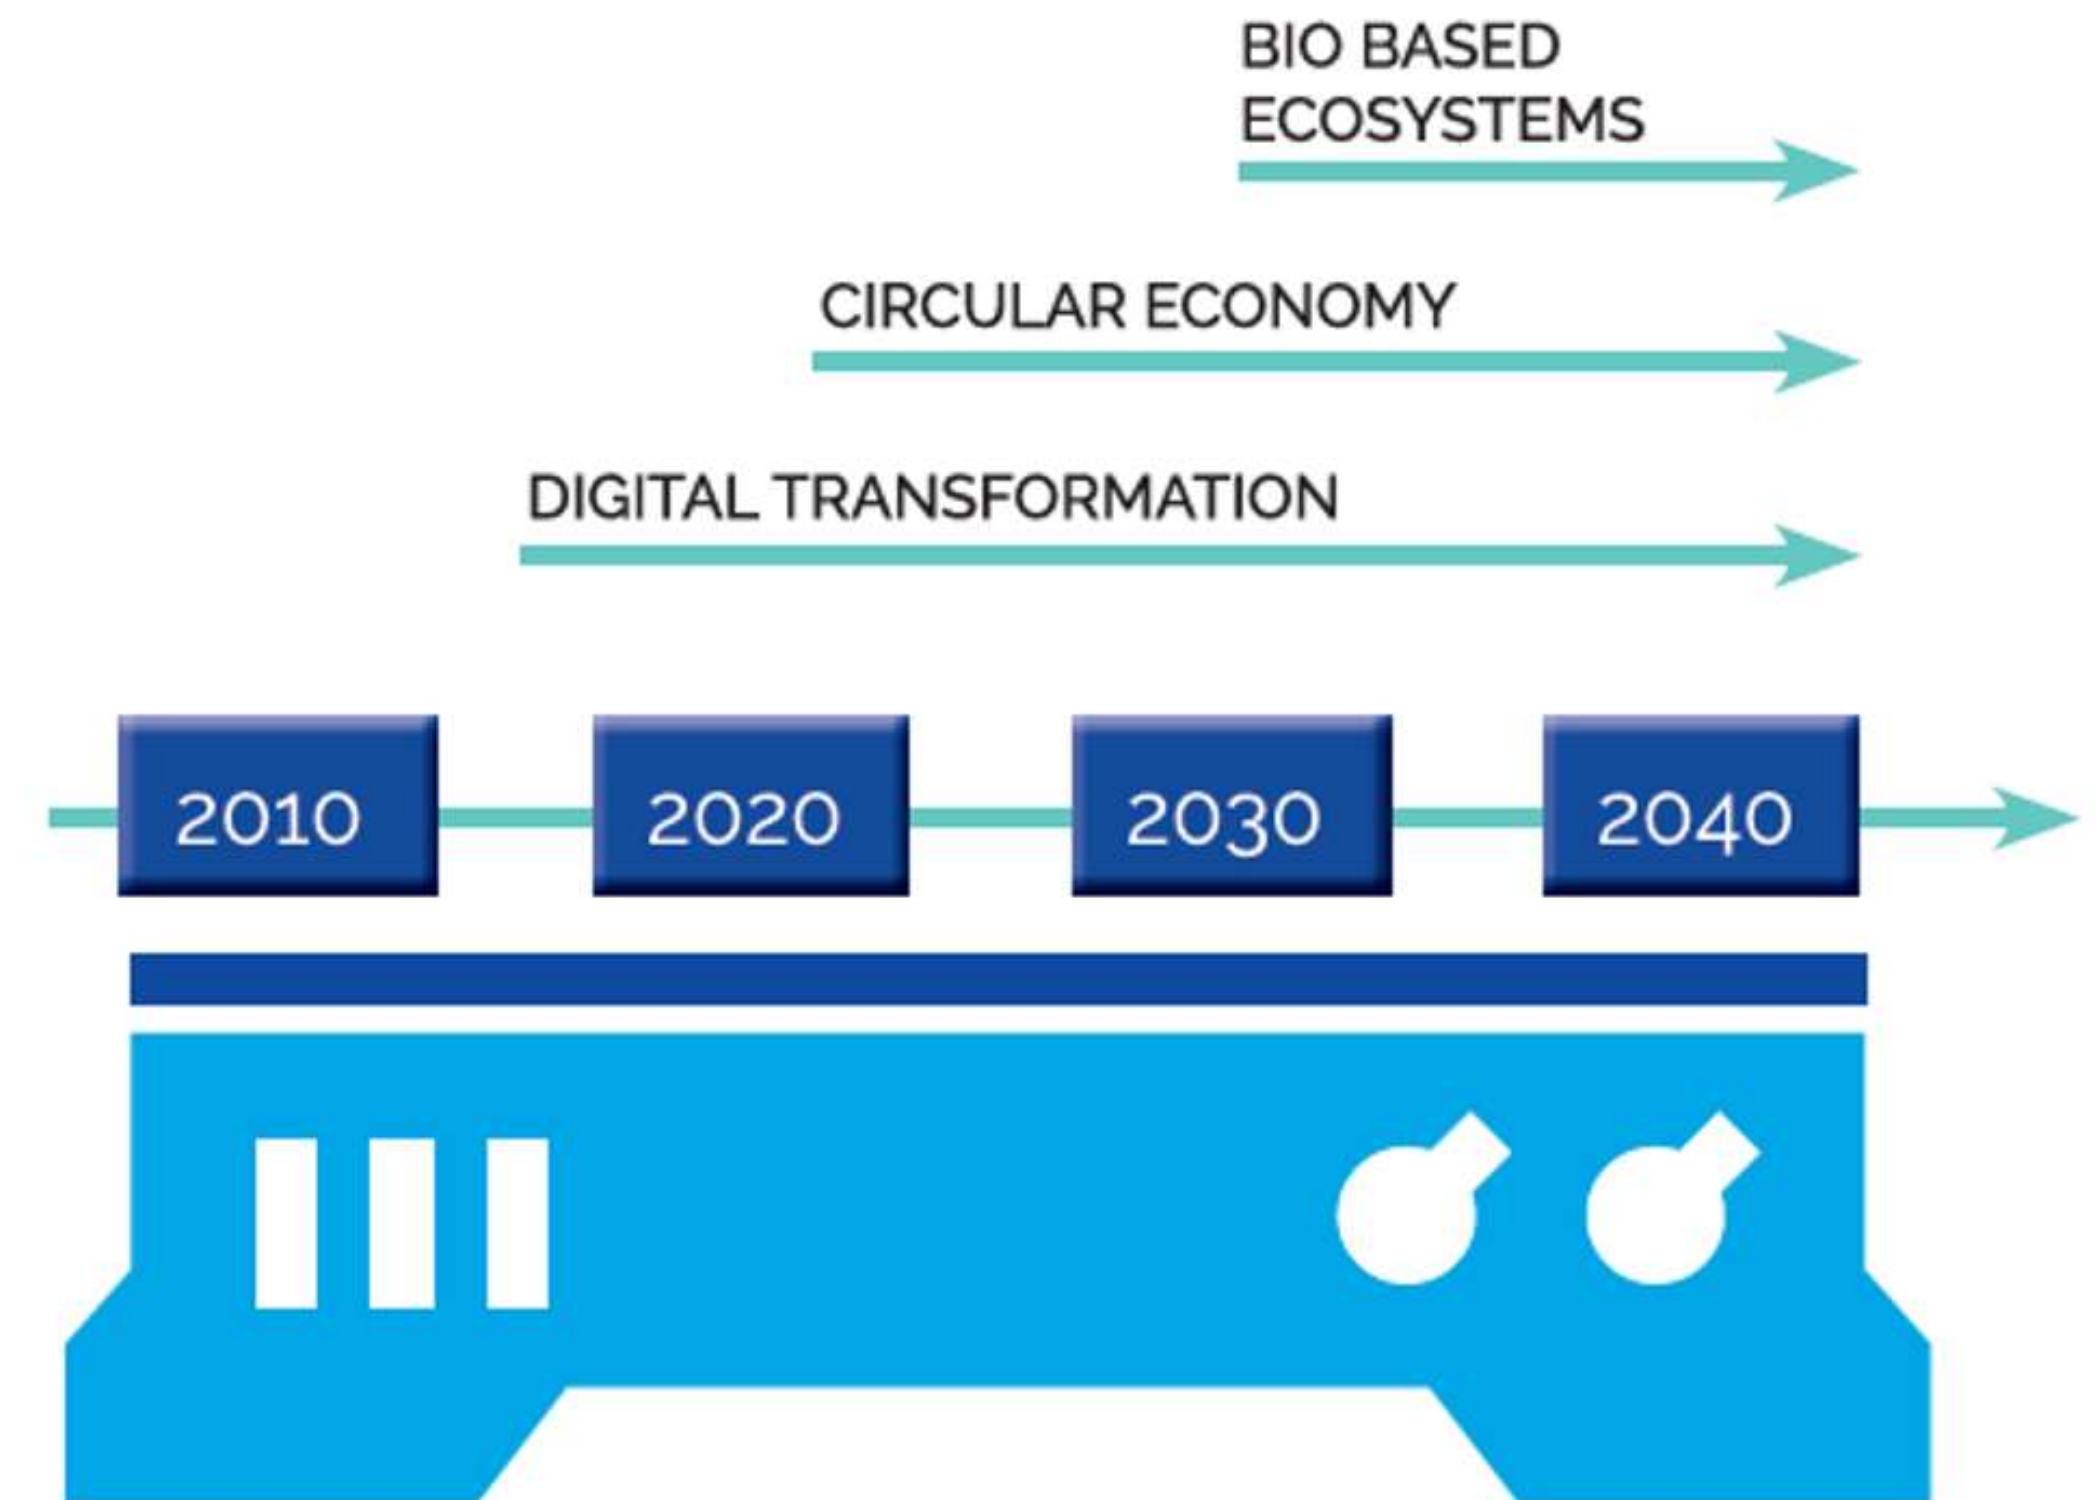 BIO BASED
ECOSYSTEMS
CIRCULAR ECONOMY
DIGITAL TRANSFORMATION
2010 2020 2030 2040